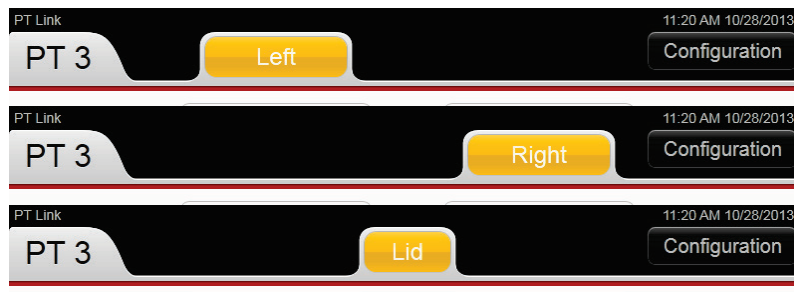 PT Link 11:20 AM 10/28/2013
PT 3 Left Configuration
PT Link 11:20 AM 10/28/2013
PT 3 Right Configuration
PT Link 11:20 AM 10/28/2013
PT 3 Lid Configuration